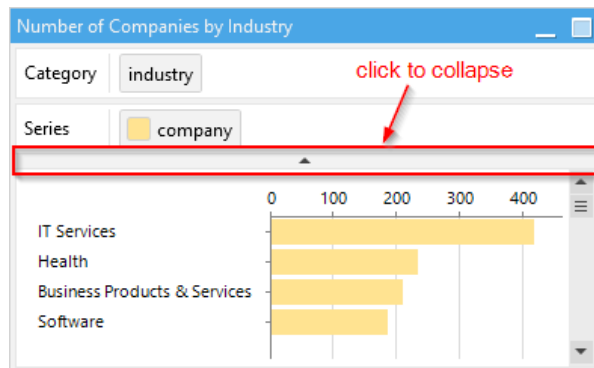 Number of Companies by Industry
Category industry
click to collapse
Series company
0 100 200 300 400
IT Services
Health
Business Products & Services
Software